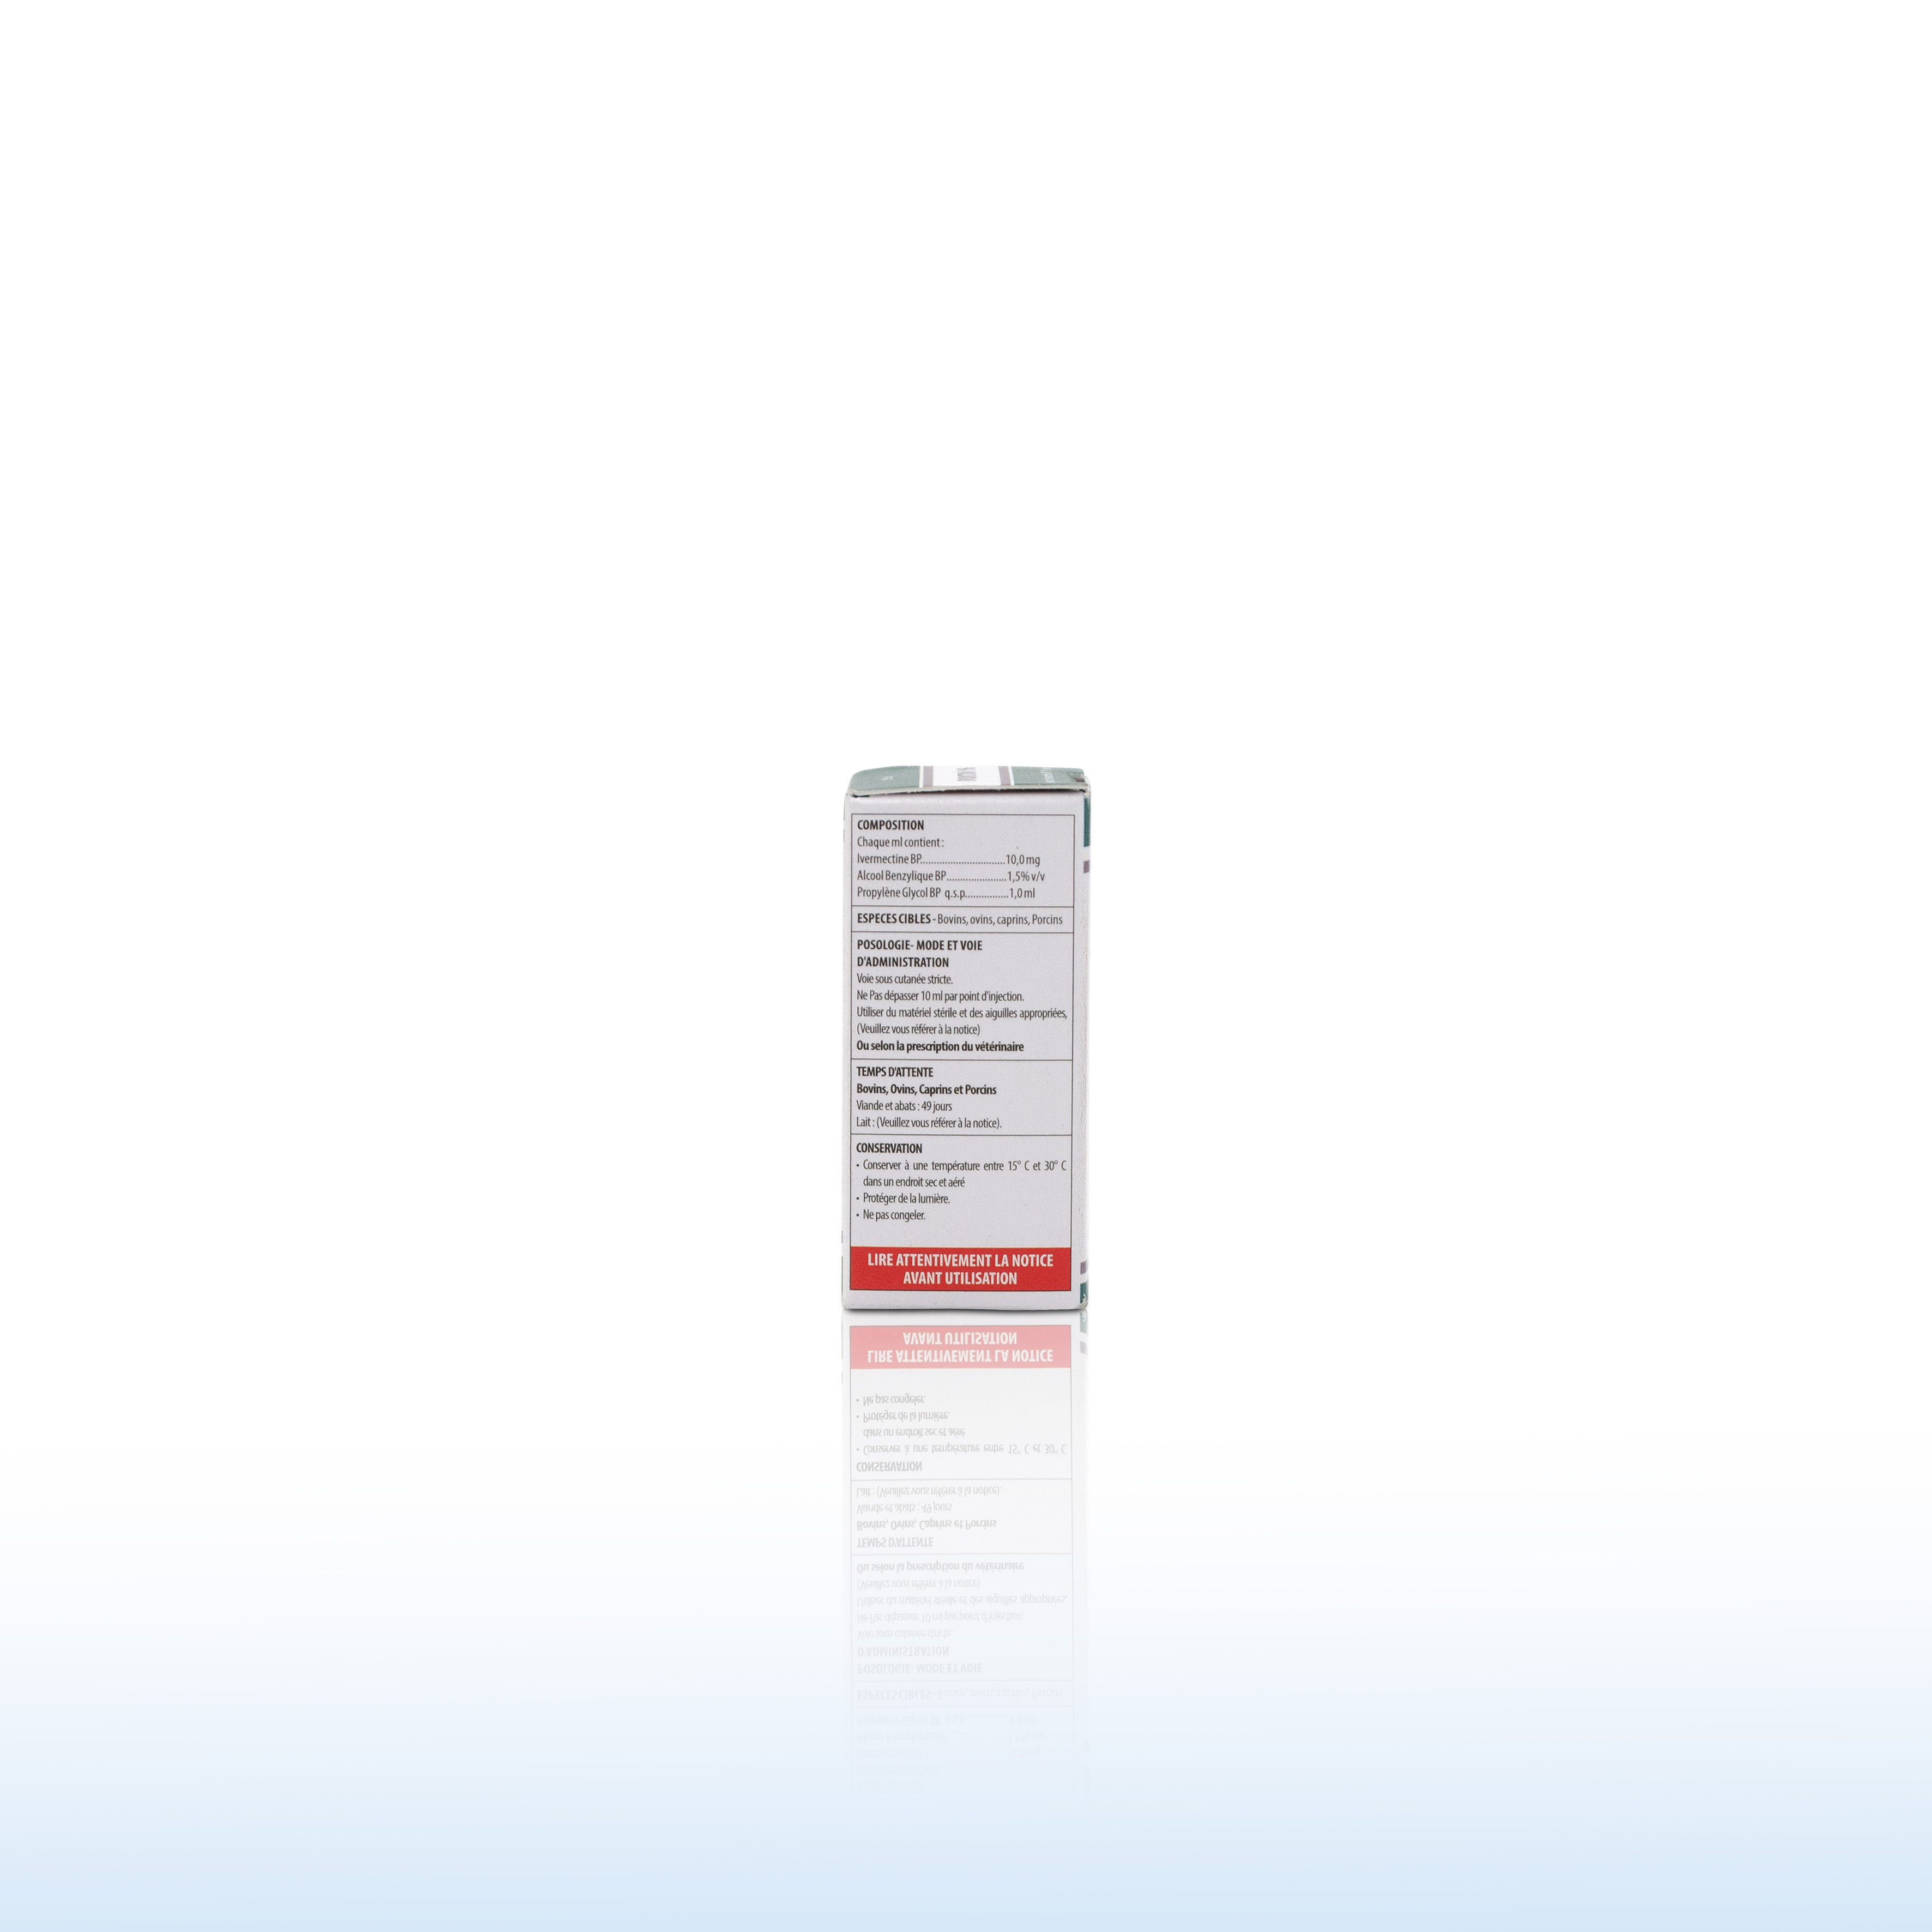 COMPOSITION
Chaque ml contient :
Ivermectine BP..............................10,0 mg
Alcool Benzylique BP......................1,5% v/v
Propylène Glycol BP q.s.p................1,0 ml
ESPECES CIBLES - Bovins, ovins, caprins, Porcins
POSOLOGIE- MODE ET VOIE
D'ADMINISTRATION
Voie sous cutanée stricte.
Ne Pas dépasser 10 ml par point d'injection.
Utiliser du matériel stérile et des aiguilles appropriées,
(Veuillez vous référer à la notice)
Ou selon la prescription du vétérinaire
TEMPS D'ATTENTE
Bovins, Ovins, Caprins et Porcins
Viande et abats : 49 jours
Lait : (Veuillez vous référer à la notice).
CONSERVATION
• Conserver à une température entre 15° C et 30° C
dans un endroit sec et aéré
• Protéger de la lumière.
• Ne pas congeler.
LIRE ATTENTIVEMENT LA NOTICE
AVANT UTILISATION